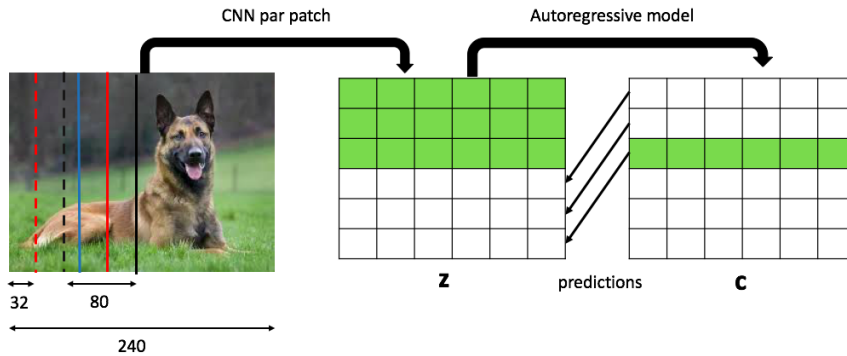 CNN par patch
Autoregressive model
z
predictions
c
32
80
240